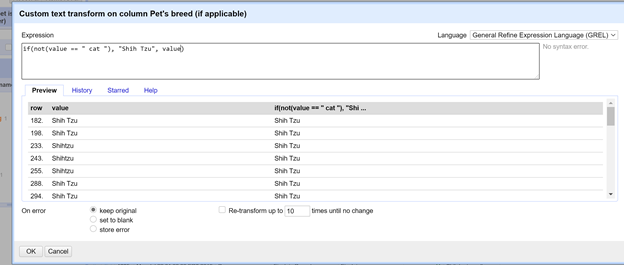 Custom text transform on column Pet's breed (if applicable)
Expression
Language General Refine Expression Language (GREL)
if(not(value == " cat "), "Shih Tzu", value)
No syntax error.
Preview History Starred Help
row value if(not(value == " cat "), "Shi ...
182. Shih Tzu Shih Tzu
198. Shih Tzu Shih Tzu
233. Shihtzu Shih Tzu
243. Shihtzu Shih Tzu
255. Shihtzu Shih Tzu
288. Shih Tzu Shih Tzu
294. Shih Tzu Shih Tzu
On error keep original Re-transform up to 10 times until no change
set to blank
store error
OK Cancel